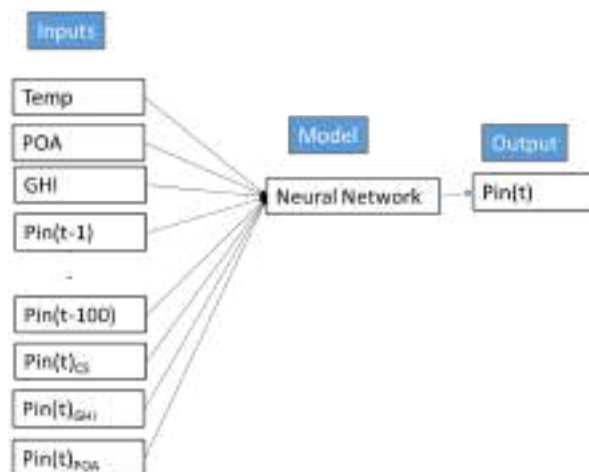 Inputs
Temp
POA
GHI
Pin(t-1)
.
Pin(t-100)
Pin(t)CS
Pin(t)GHI
Pin(t)POA
Model
Neural Network
Output
Pin(t)